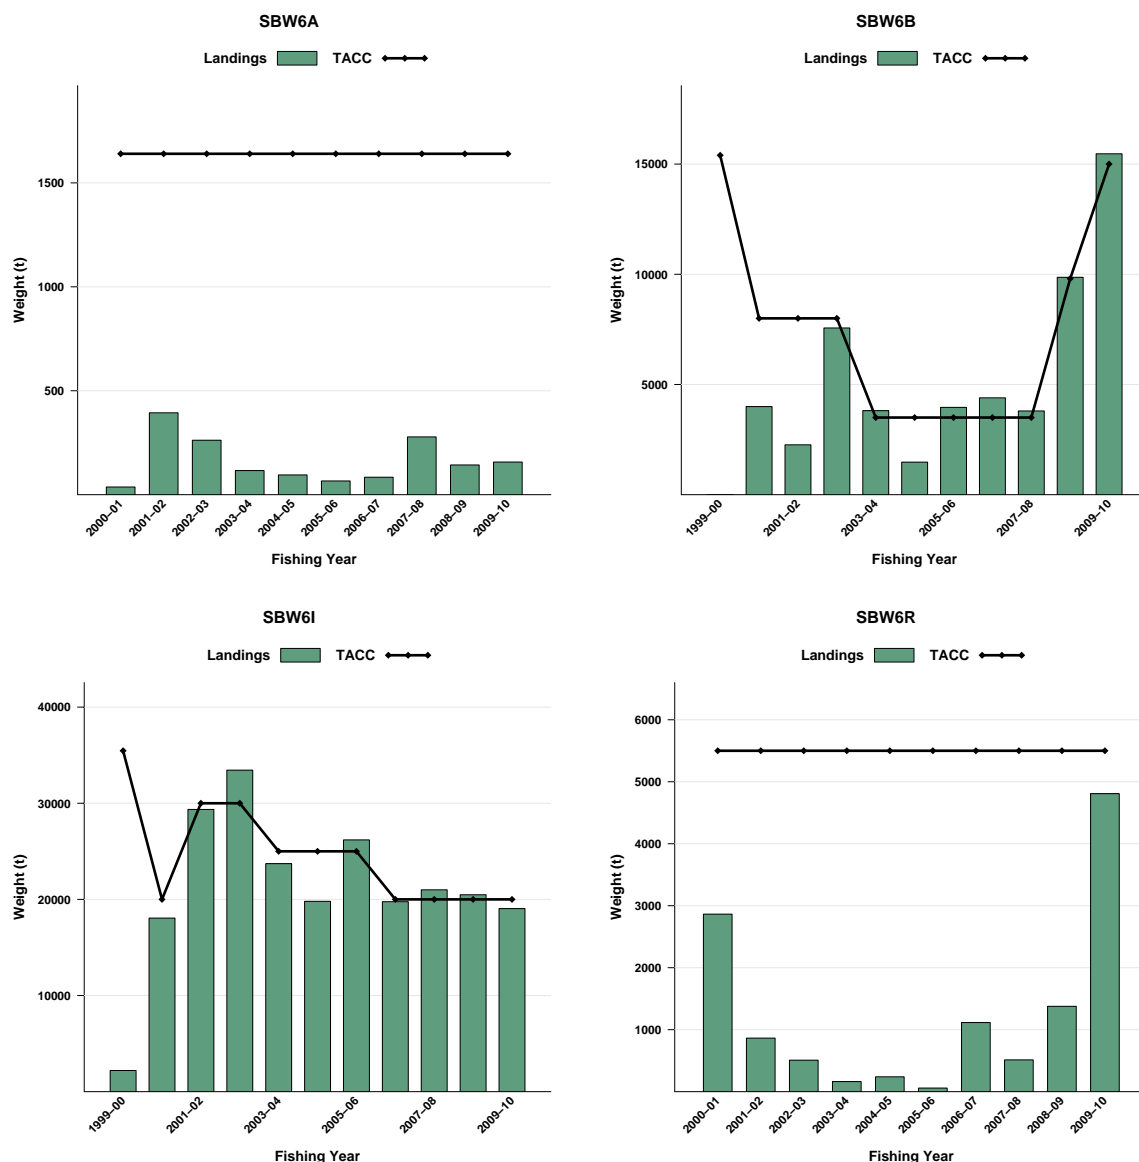 SBW6A
Landings TACC
1500
1000
500
Weight (t)
2000–01 2001–02 2002–03 2003–04 2004–05 2005–06 2006–07 2007–08 2008–09 2009–10
Fishing Year
SBW6B
Landings TACC
15000
10000
5000
Weight (t)
1999–00 2001–02 2003–04 2005–06 2007–08 2009–10
Fishing Year
SBW6I
Landings TACC
40000
30000
20000
10000
Weight (t)
1999–00 2001–02 2003–04 2005–06 2007–08 2009–10
Fishing Year
SBW6R
Landings TACC
6000
5000
4000
3000
2000
1000
Weight (t)
2000–01 2001–02 2002–03 2003–04 2004–05 2005–06 2006–07 2007–08 2008–09 2009–10
Fishing Year